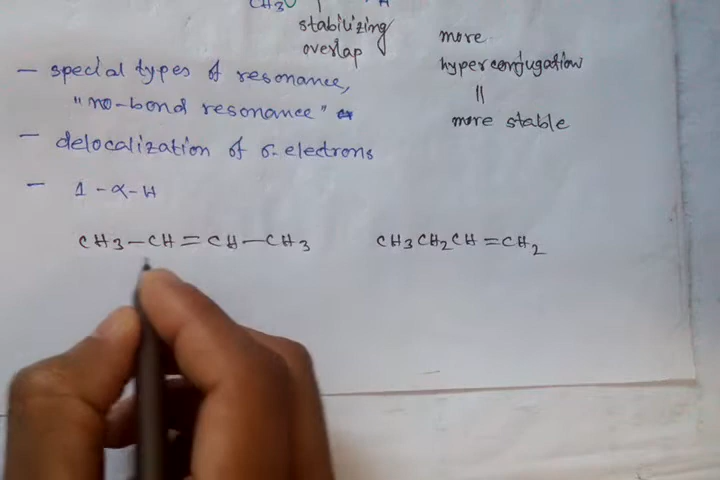 CH3O H
stabilizing
overlap
more
hyperconjugation
||
more stable
- special types of resonance,
"no-bond resonance"
- delocalization of σ-electrons
- 1-α-H
CH3-CH=CH-CH3 CH3CH2CH=CH2